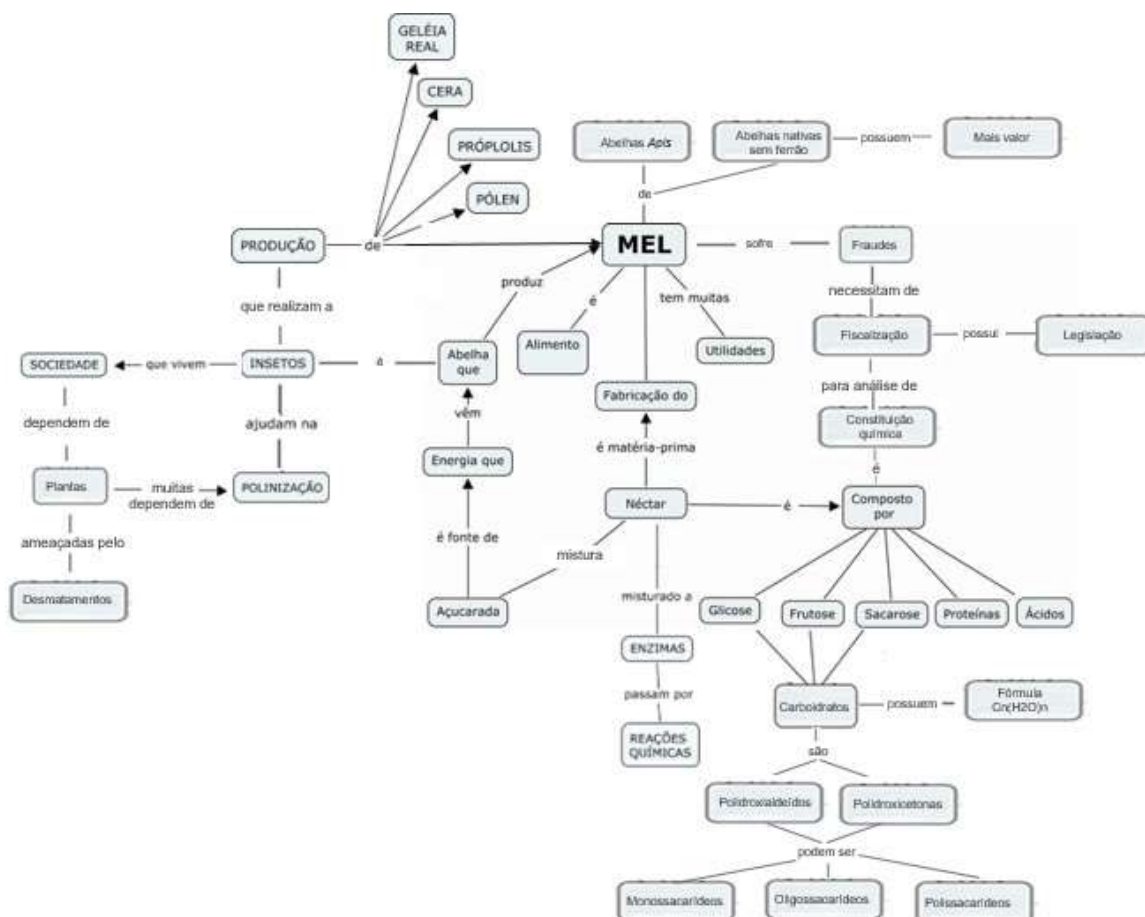 GELÉIA
REAL
CERA
PRÓPLOLIS
PÓLEN
Abelhas Apis
Abelhas nativas
sem ferrão
possuem
Mais valor
de
PRODUÇÃO
de
MEL
sofre
Fraudes
produz
é
tem muitas
necessitam de
que realizam a
Alimento
Utilidades
Fiscalização
possui
Legislação
SOCIEDADE
que vivem
INSETOS
a
Abelha
que
para análise de
Fabricação do
Constituição
química
dependem de
ajudam na
vêm
é matéria-prima
é
Energia que
Plantas
muitas
dependem de
POLINIZAÇÃO
Néctar
é
Composto
por
ameaçadas pelo
é fonte de
mistura
Desmatamentos
Açucarada
misturado a
Glicose
Frutose
Sacarose
Proteínas
Ácidos
ENZIMAS
passam por
Carboidratos
possuem
Fórmula
Cn(H2O)n
REAÇÕES
QUÍMICAS
são
Polidroxialdeídos
Polidroxicetonas
podem ser
Monossacarídeos
Oligossacarídeos
Polissacarídeos